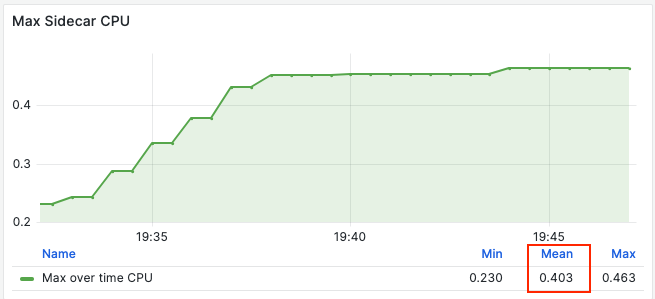 Max Sidecar CPU
0.4
0.3
0.2
19:35 19:40 19:45
Name Min Mean Max
Max over time CPU 0.230 0.403 0.463